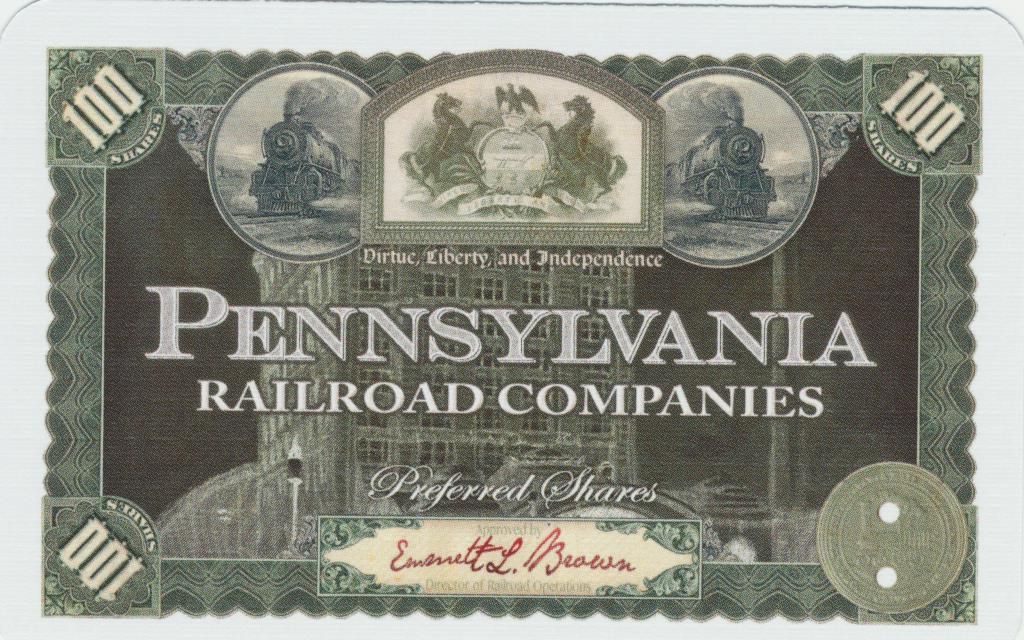 100
SHARES
100
SHARES
Virtue, Liberty, and Independence
PENNSYLVANIA
RAILROAD COMPANIES
Preferred Shares
100
SHARES
Approved by
Emmett L. Brown
Director of Railroad Operations